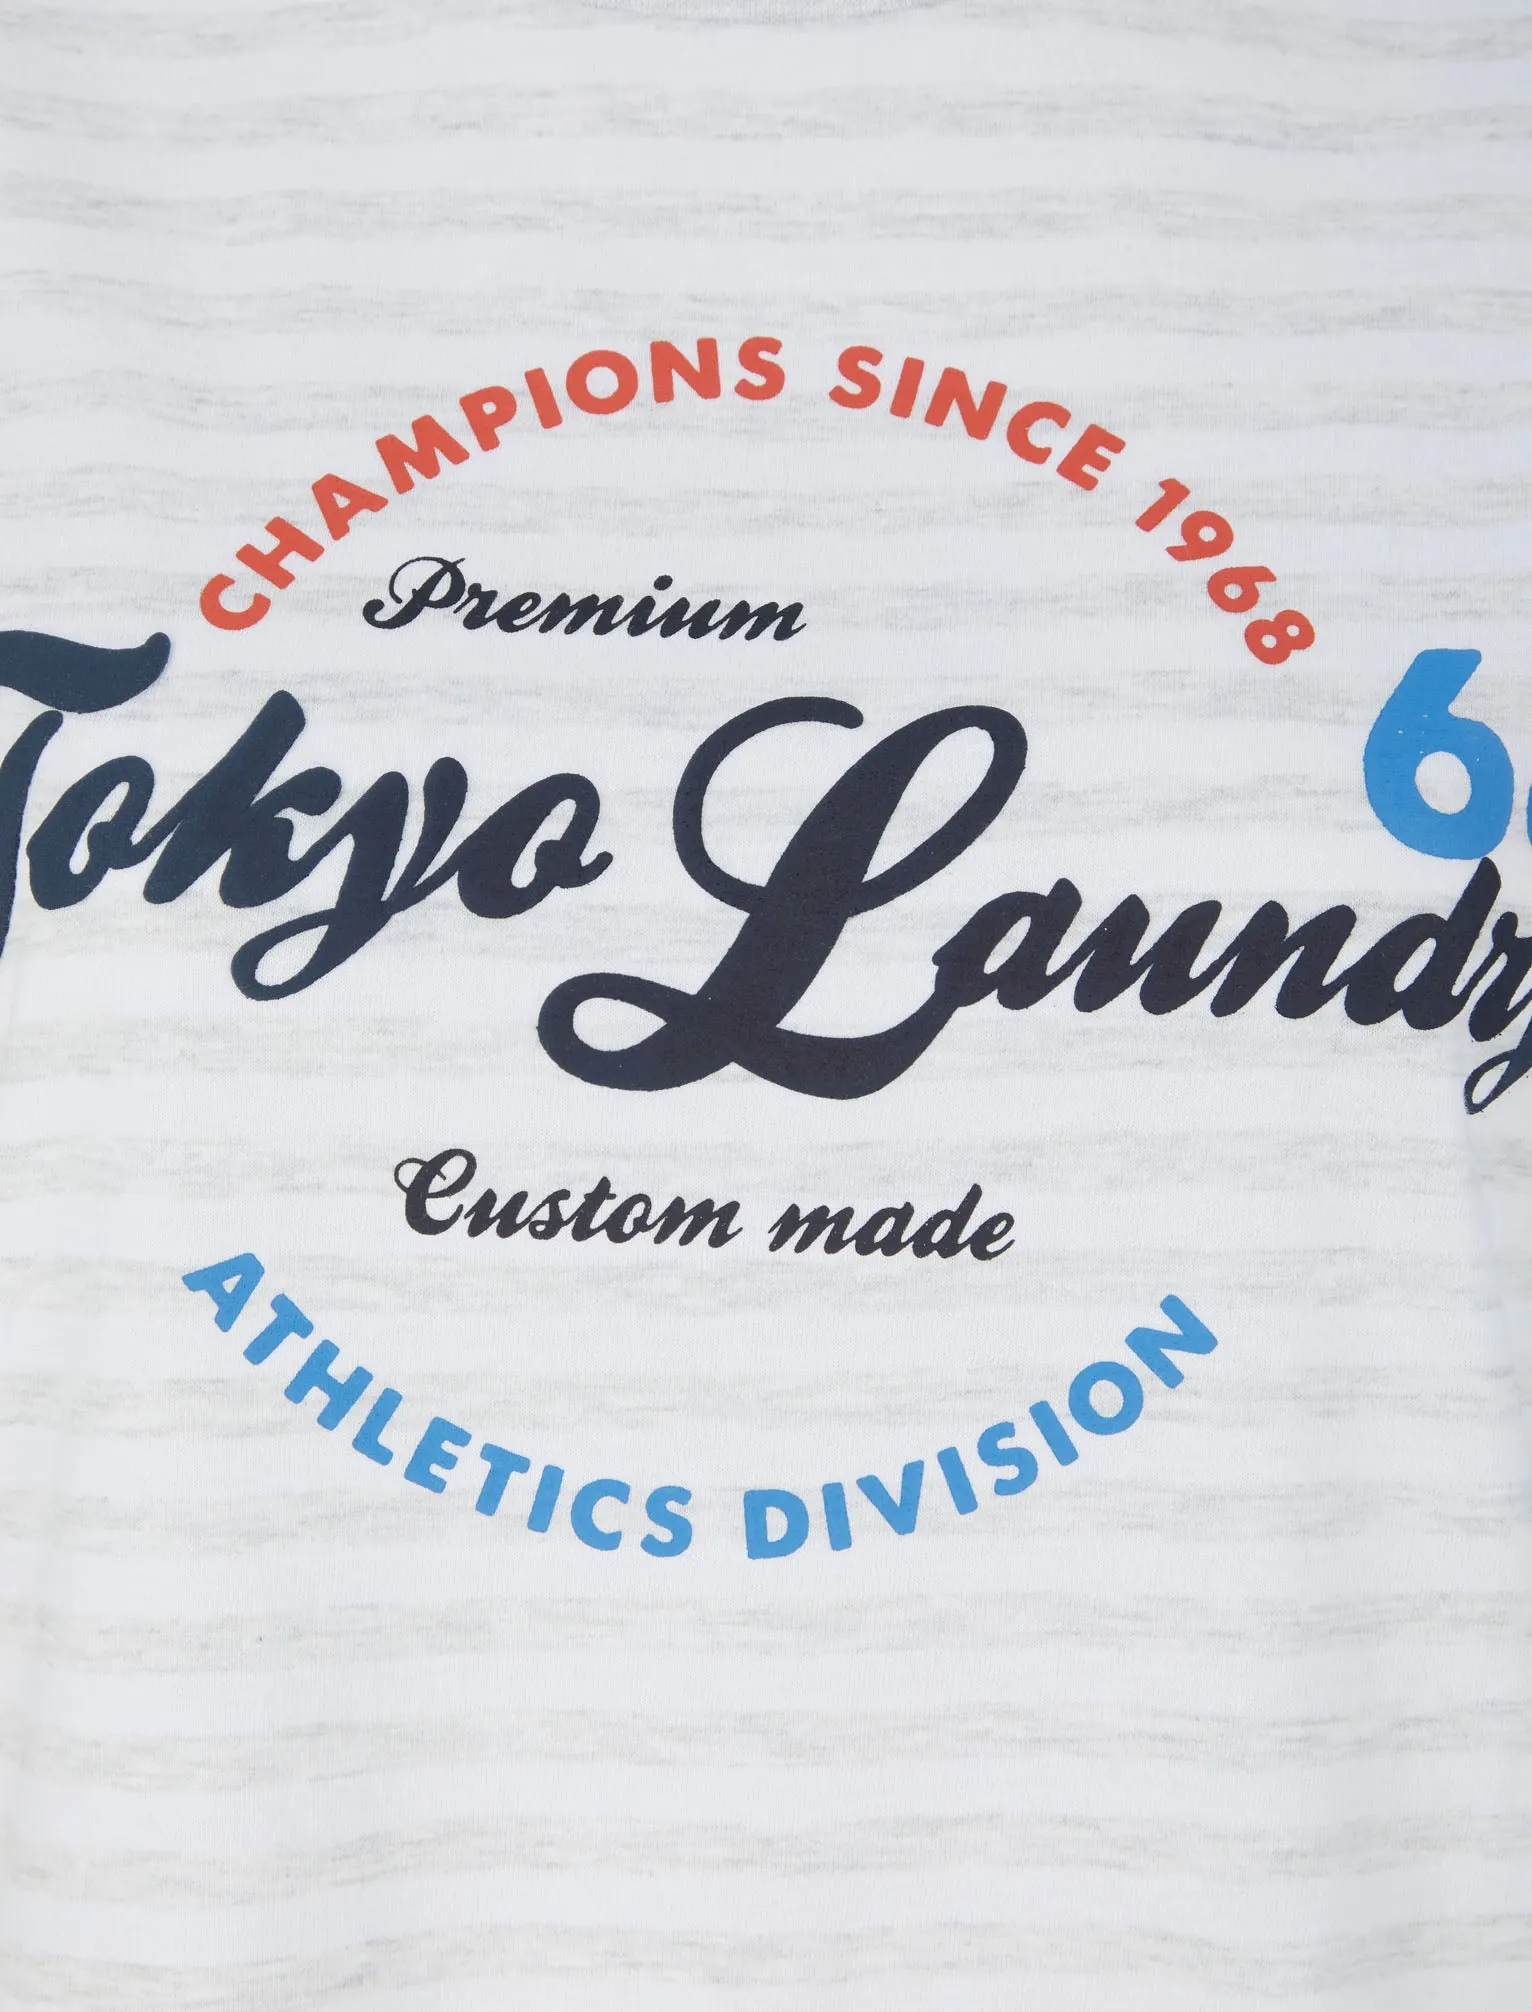 CHAMPIONS SINCE 1968
Premium
Tokyo Laundry
Custom made
ATHLETICS DIVISION